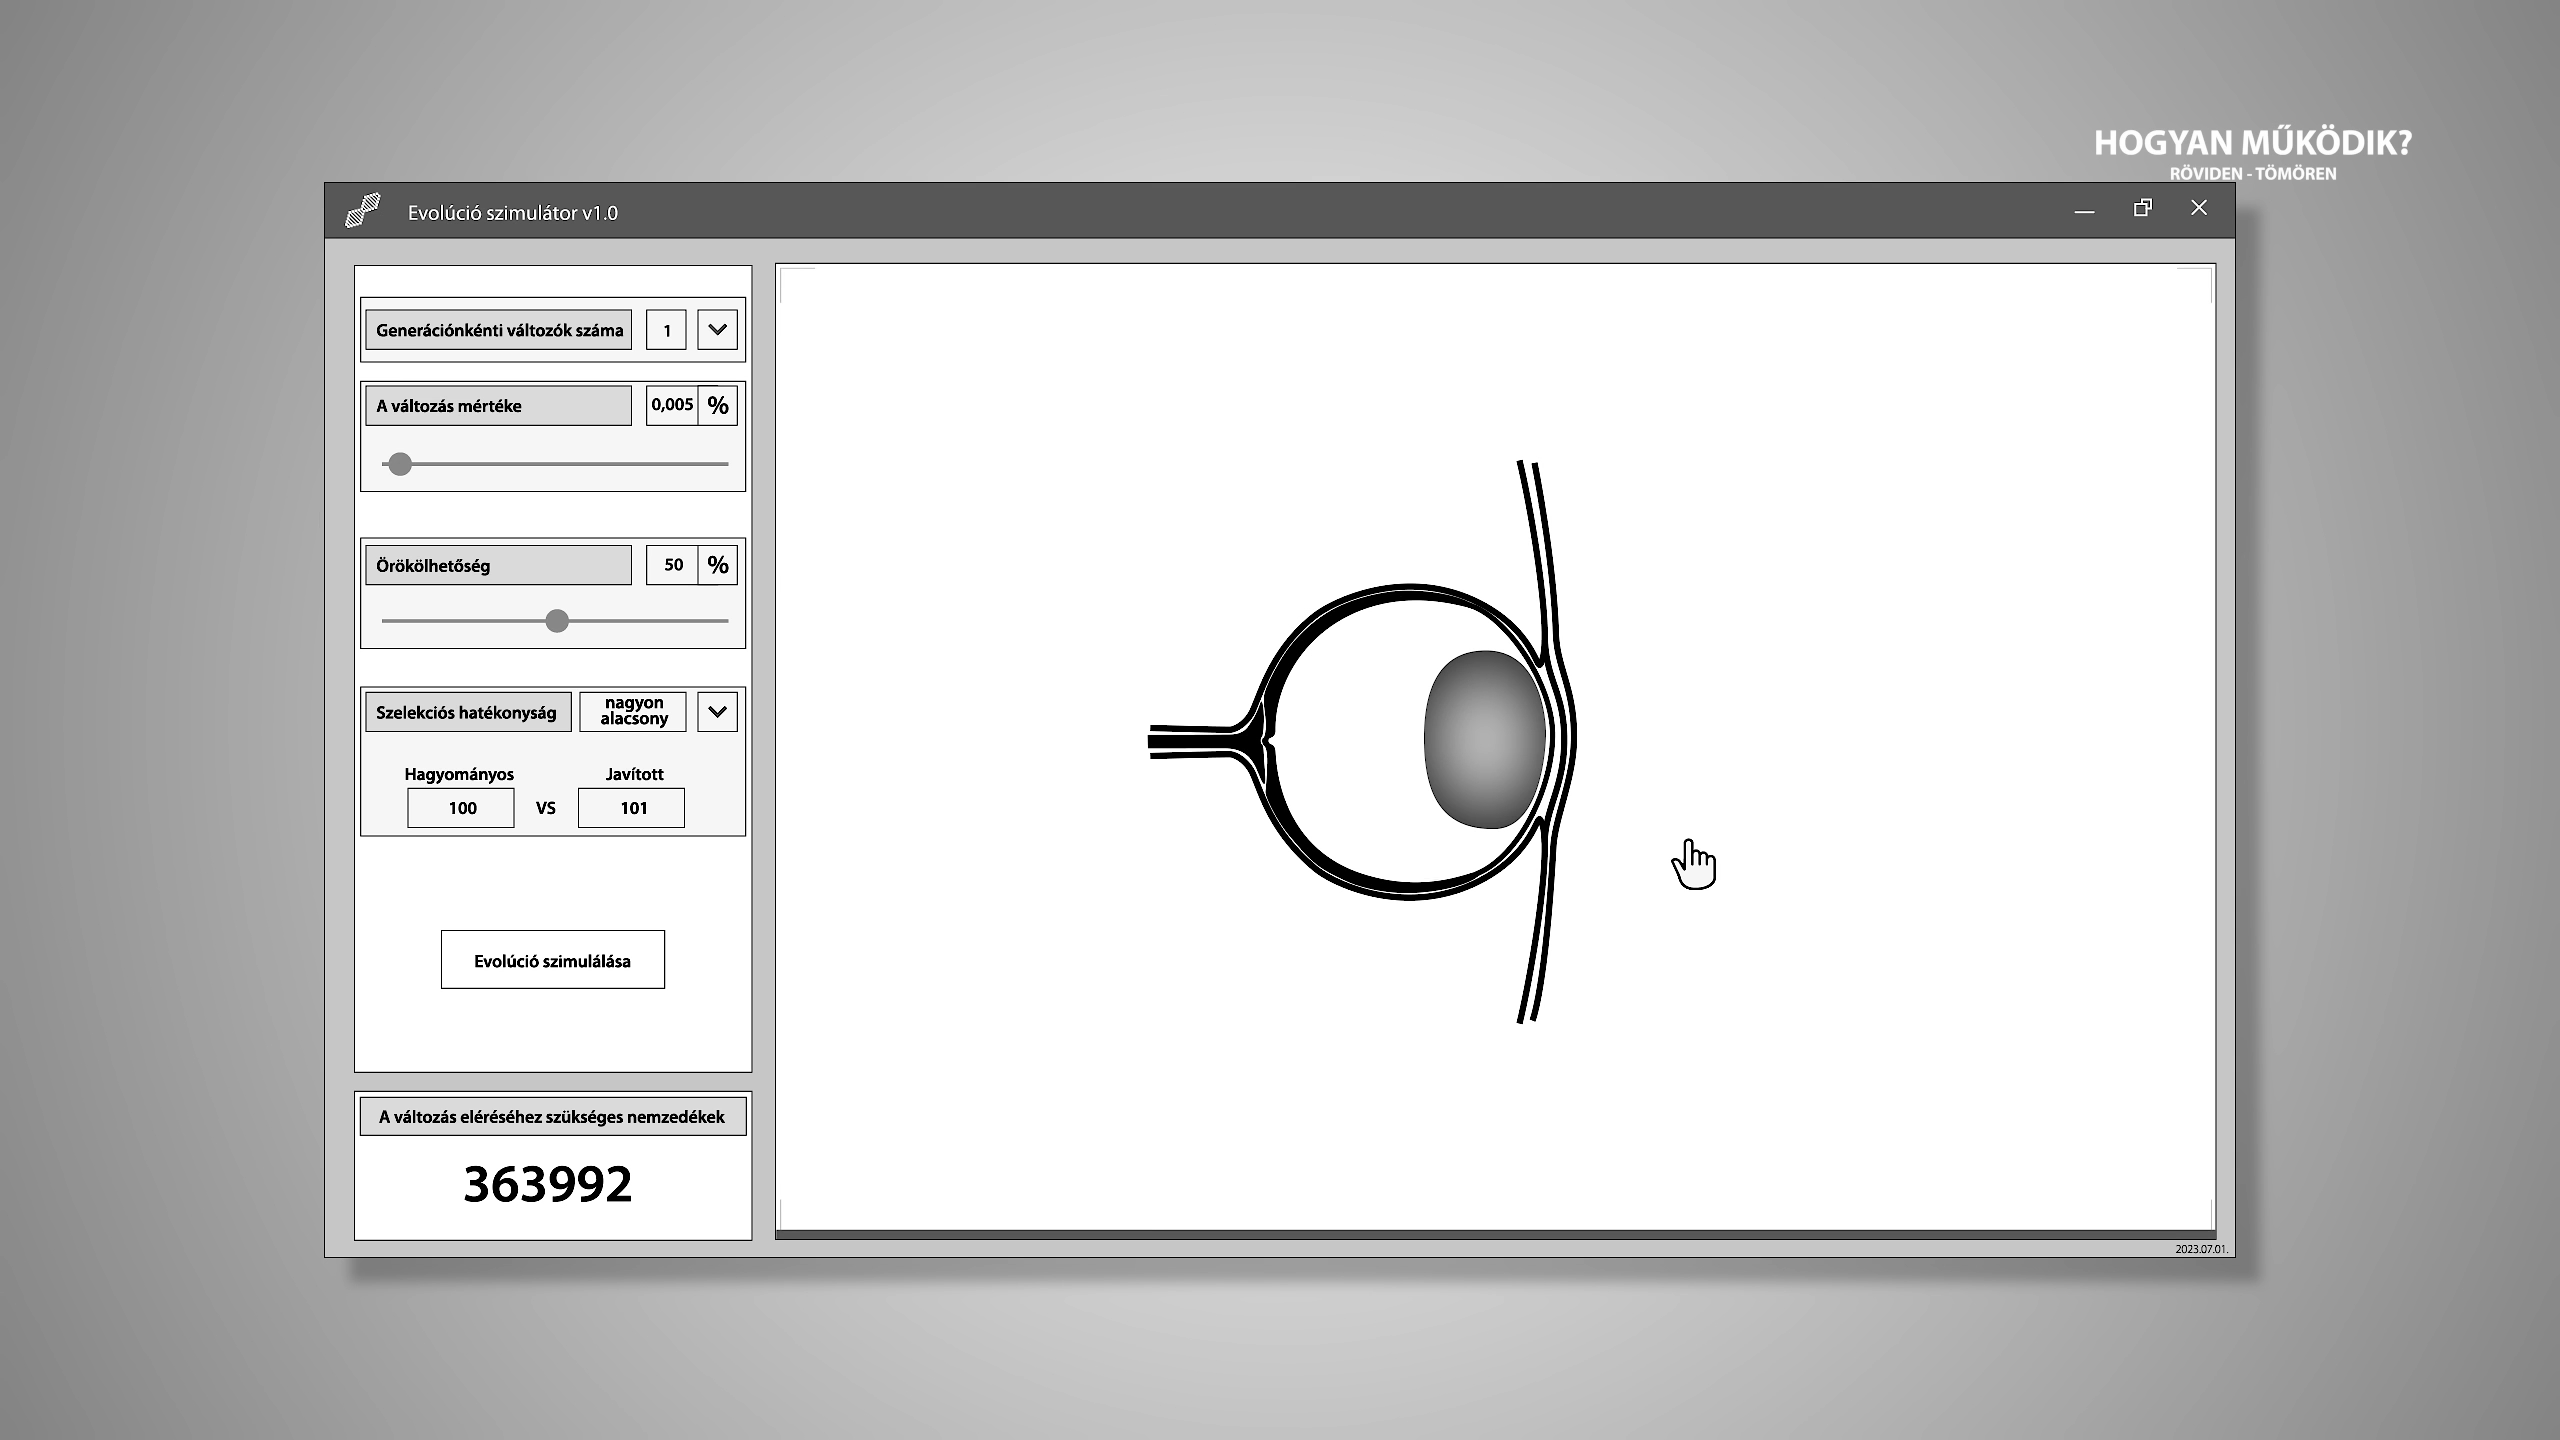 HOGYAN MŰKÖDIK?
RÖVIDEN - TÖMÖREN
Evolúció szimulátor v1.0
Generációnkénti változók száma 1
A változás mértéke 0,005 %
Örökölhetőség 50 %
Szelekciós hatékonyság nagyon
alacsony
Hagyományos Javított
100 VS 101
Evolúció szimulálása
A változás eléréséhez szükséges nemzedékek
363992
2023.07.01.